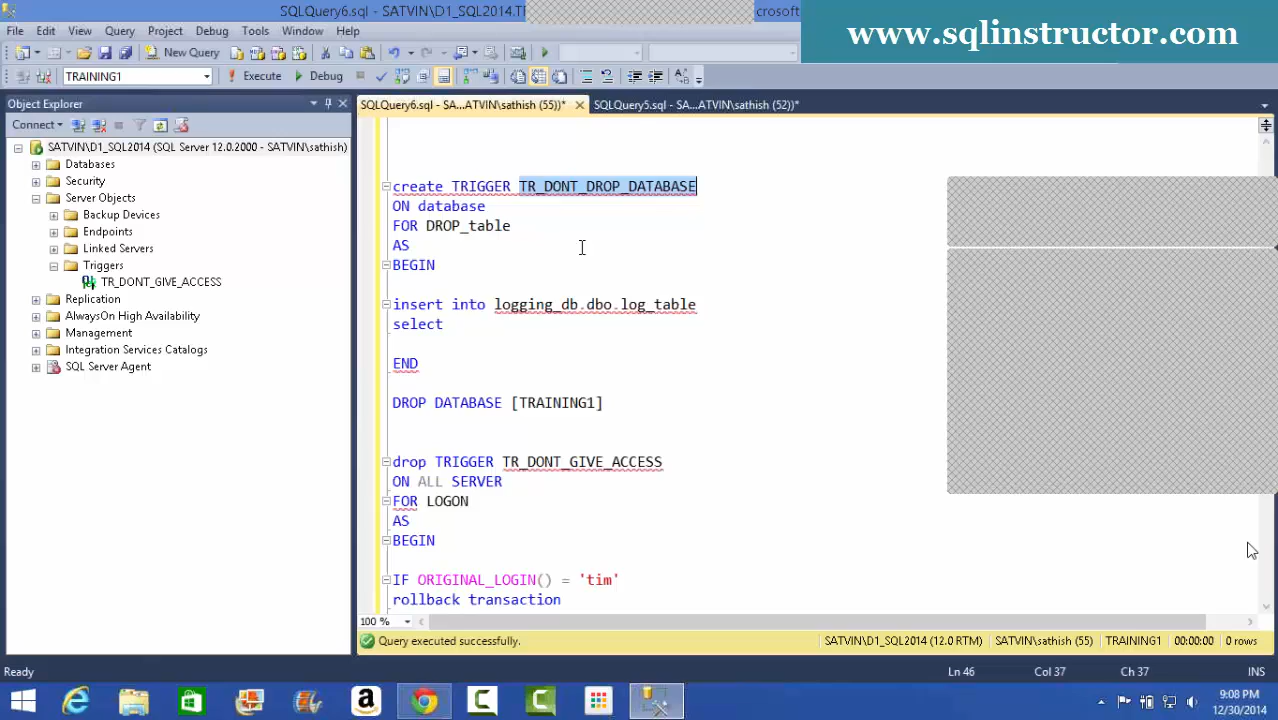 SQLQuery6.sql - SATVIN\D1_SQL2014.T
crosoft
www.sqlinstructor.com
File Edit View Query Project Debug Tools Window Help
New Query
TRAINING1 Execute Debug
Object Explorer
SQLQuery6.sql - SA...ATVIN\sathish (55))* SQLQuery5.sql - SA...ATVIN\sathish (52))*
Connect
SATVIN\D1_SQL2014 (SQL Server 12.0.2000 - SATVIN\sathish)
Databases
Security
Server Objects
Backup Devices
Endpoints
Linked Servers
Triggers
TR_DONT_GIVE_ACCESS
Replication
AlwaysOn High Availability
Management
Integration Services Catalogs
SQL Server Agent
create TRIGGER TR_DONT_DROP_DATABASE
ON database
FOR DROP_table
AS
BEGIN
insert into logging_db.dbo.log_table
select
END
DROP DATABASE [TRAINING1]
drop TRIGGER TR_DONT_GIVE_ACCESS
ON ALL SERVER
FOR LOGON
AS
BEGIN
IF ORIGINAL_LOGIN() = 'tim'
rollback transaction
100 %
Query executed successfully. SATVIN\D1_SQL2014 (12.0 RTM) SATVIN\sathish (55) TRAINING1 00:00:00 0 rows
Ready Ln 46 Col 37 Ch 37 INS
9:08 PM
12/30/2014